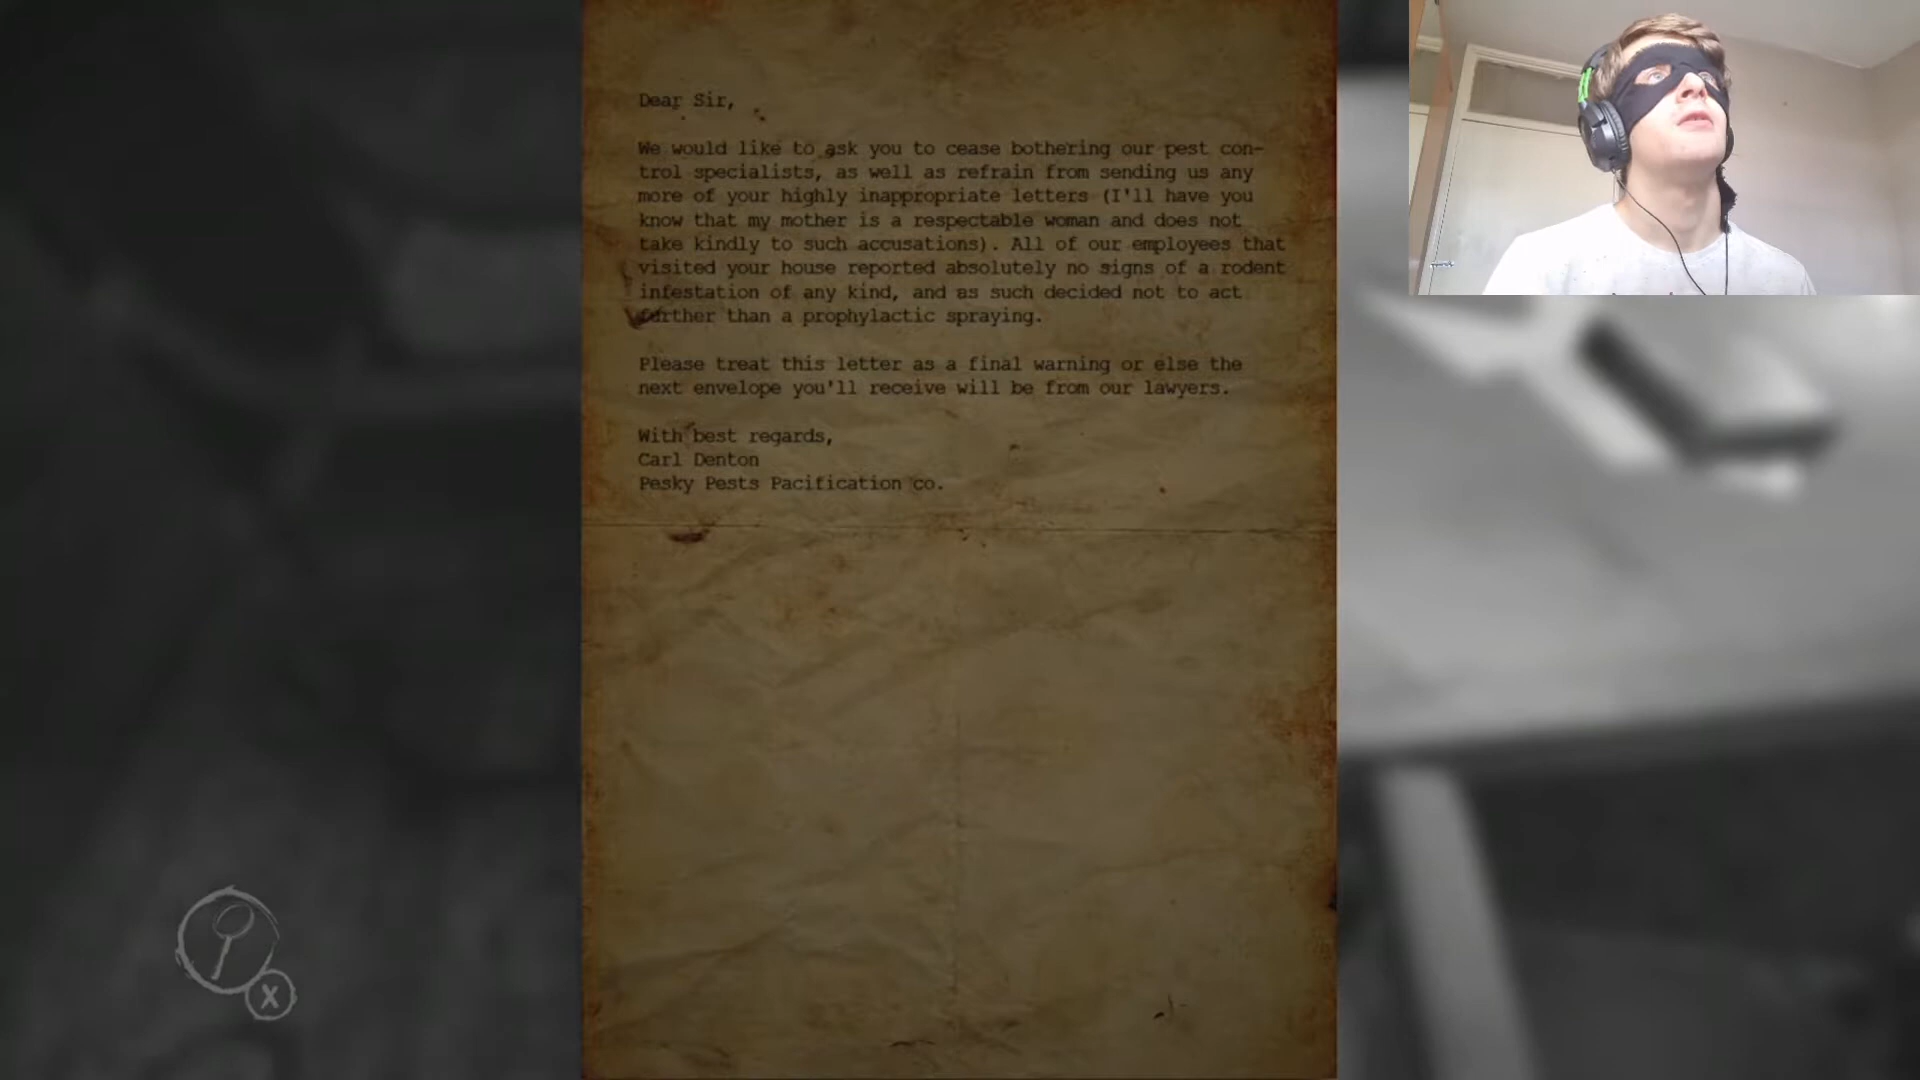 Dear Sir,
We would like to ask you to cease bothering our pest con-
trol specialists, as well as refrain from sending us any
more of your highly inappropriate letters (I'll have you
know that my mother is a respectable woman and does not
take kindly to such accusations). All of our employees that
visited your house reported absolutely no signs of a rodent
infestation of any kind, and as such decided not to act
further than a prophylactic spraying.
Please treat this letter as a final warning or else the
next envelope you'll receive will be from our lawyers.
With best regards,
Carl Denton
Pesky Pests Pacification co.
X